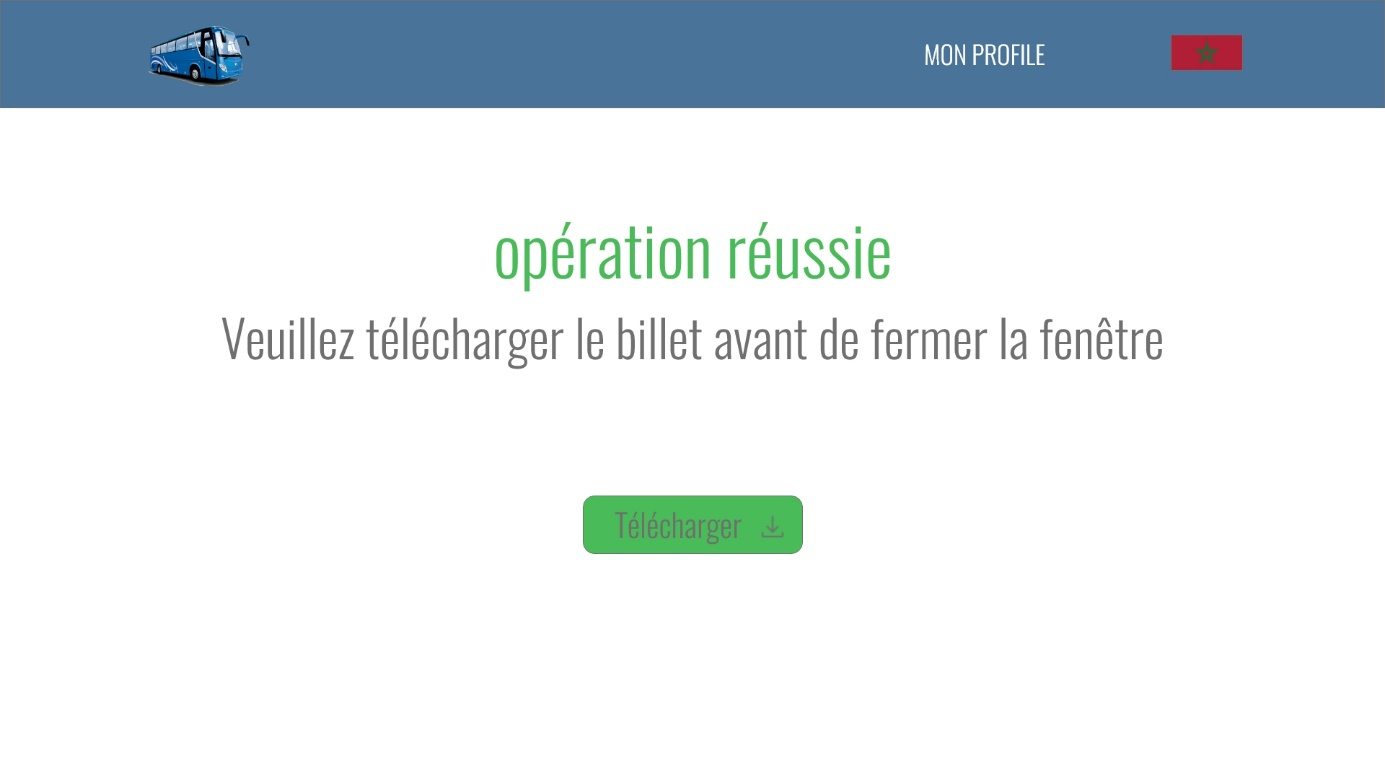 MON PROFILE
opération réussie
Veuillez télécharger le billet avant de fermer la fenêtre
Télécharger